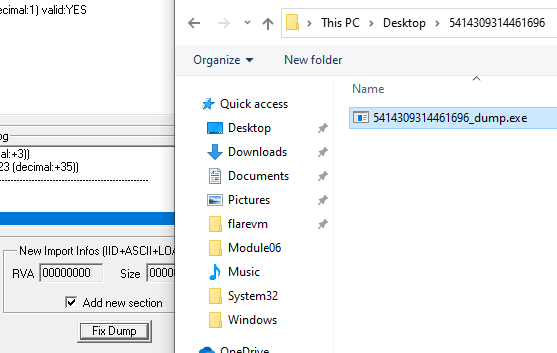 ecimal:1) valid:YES
al:+3))
23 (decimal:+35))
New Import Infos (IID+ASCII+LOA
RVA 00000000 Size 0000
Add new section
Fix Dump
This PC Desktop 5414309314461696
Organize New folder
Name
Quick access
Desktop
Downloads
Documents
Pictures
flarevm
Module06
Music
System32
Windows
OneDrive
5414309314461696_dump.exe